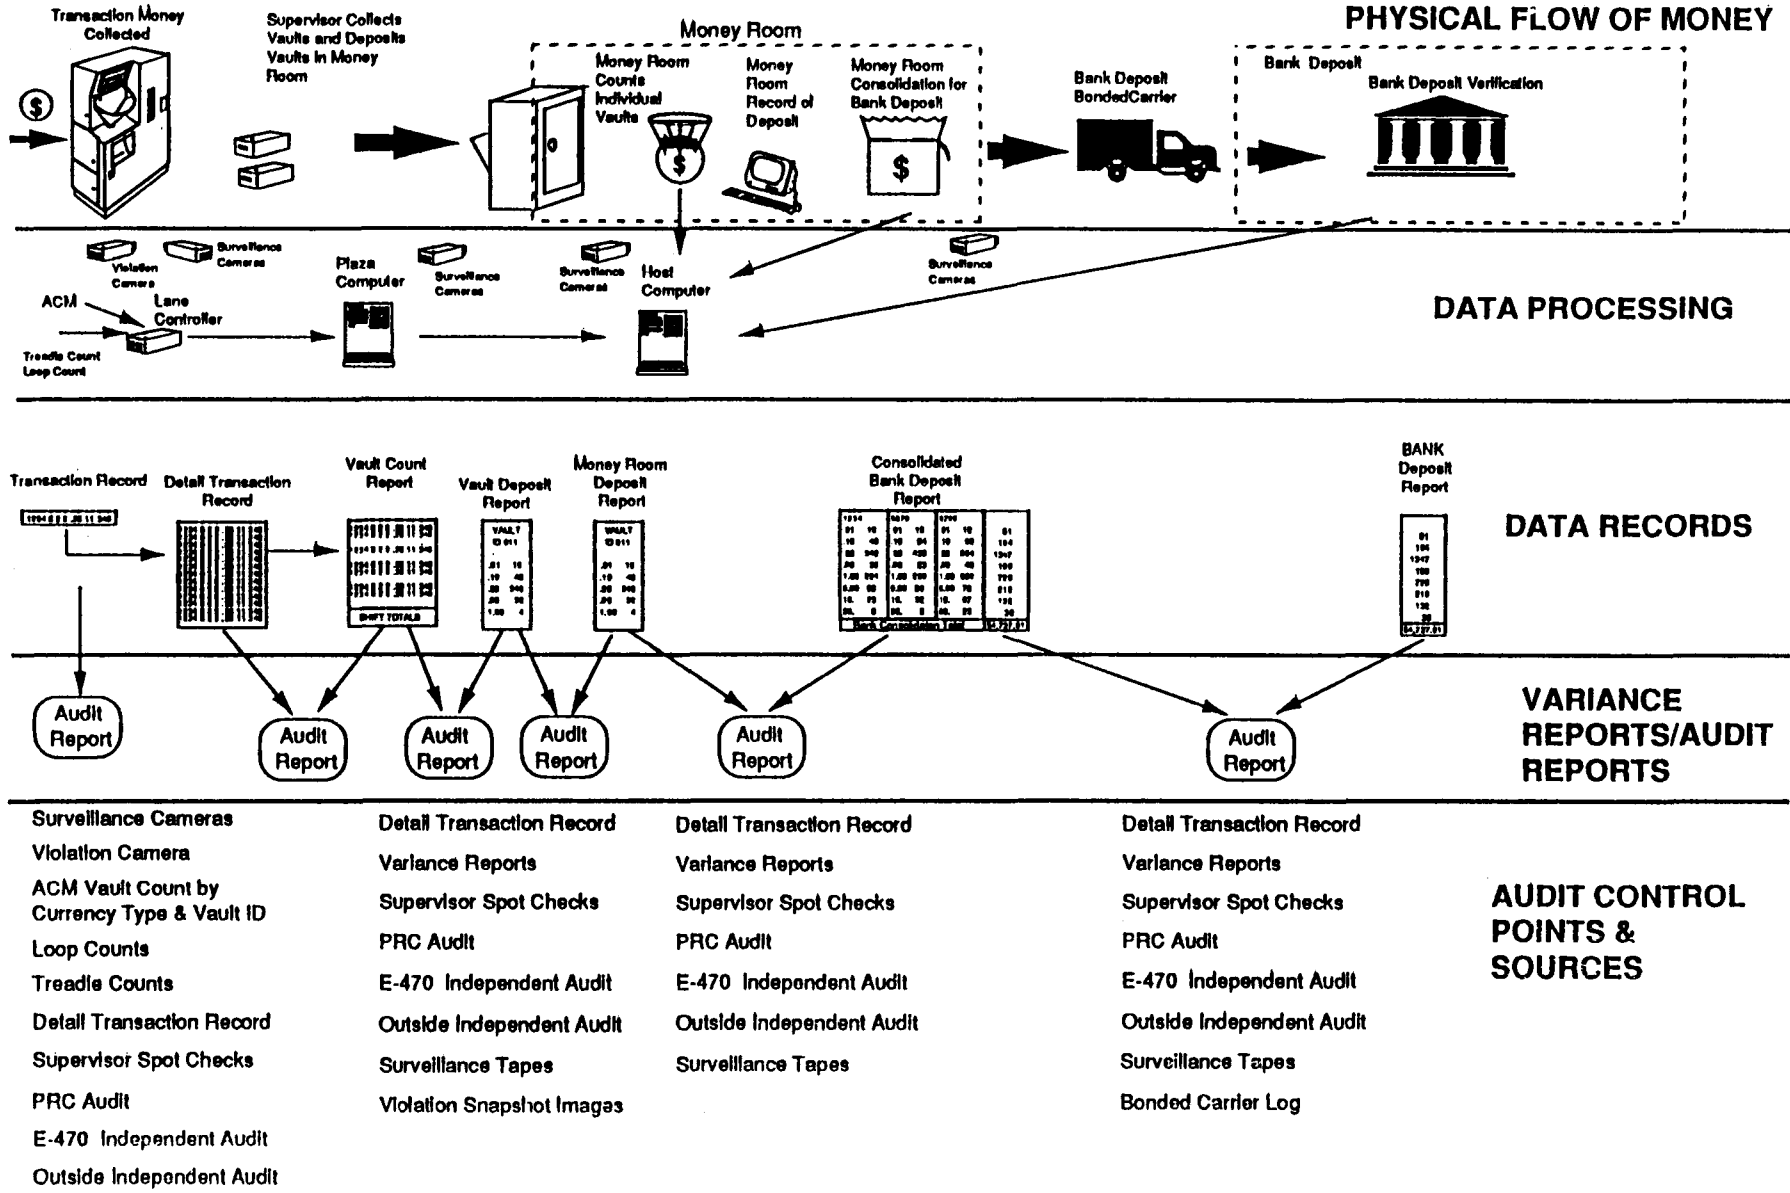 PHYSICAL FLOW OF MONEY
Transaction Money
Collected
$
Supervisor Collects
Vaults and Deposits
Vaults In Money
Room
Money Room
Money Room
Counts
Individual
Vaults
$
Money
Room
Record of
Deposit
Money Room
Consolidation for
Bank Deposit
$
Bank Deposit
BondedCarrier
Bank Deposit
Bank Deposit Verification
DATA PROCESSING
Violation
Camera
Surveillance
Cameras
ACM
Lane
Controller
Treadle Count
Loop Count
Plaza
Computer
Surveillance
Cameras
Surveillance
Cameras
Host
Computer
Surveillance
Cameras
DATA RECORDS
Transaction Record
Detail Transaction
Record
Vault Count
Report
SHIFT TOTALS
Vault Deposit
Report
VAULT
ID 011
Money Room
Deposit
Report
VAULT
ID 011
Consolidated
Bank Deposit
Report
Bank Consolidation Total
BANK
Deposit
Report
VARIANCE
REPORTS/AUDIT
REPORTS
Audit
Report
Audit
Report
Audit
Report
Audit
Report
Audit
Report
Audit
Report
AUDIT CONTROL
POINTS &
SOURCES
Surveillance Cameras
Violation Camera
ACM Vault Count by
Currency Type & Vault ID
Loop Counts
Treadle Counts
Detail Transaction Record
Supervisor Spot Checks
PRC Audit
E-470 Independent Audit
Outside Independent Audit
Detail Transaction Record
Variance Reports
Supervisor Spot Checks
PRC Audit
E-470 Independent Audit
Outside Independent Audit
Surveillance Tapes
Violation Snapshot Images
Detail Transaction Record
Variance Reports
Supervisor Spot Checks
PRC Audit
E-470 Independent Audit
Outside Independent Audit
Surveillance Tapes
Detail Transaction Record
Variance Reports
Supervisor Spot Checks
PRC Audit
E-470 Independent Audit
Outside Independent Audit
Surveillance Tapes
Bonded Carrier Log